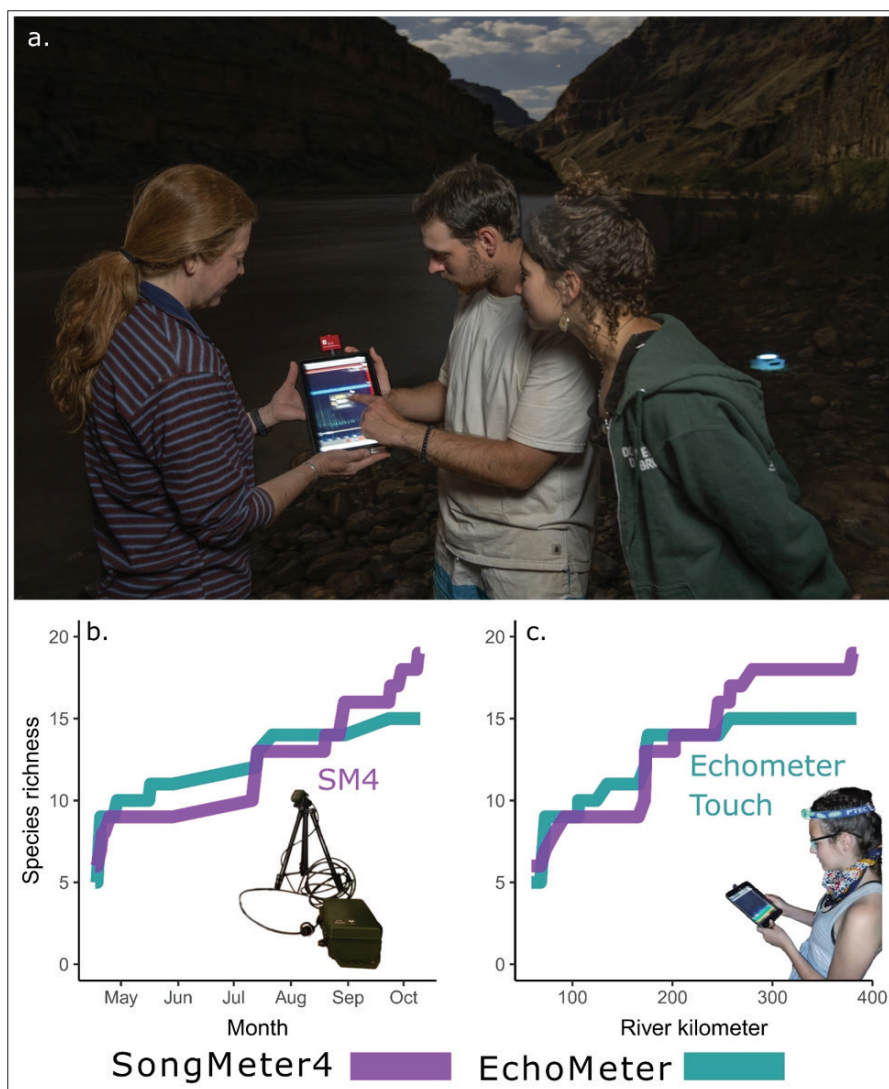 a.
b.
20
15
10
5
0
Species richness
SM4
May Jun Jul Aug Sep Oct
Month
c.
20
15
10
5
0
Echometer
Touch
100 200 300 400
River kilometer
SongMeter4 EchoMeter